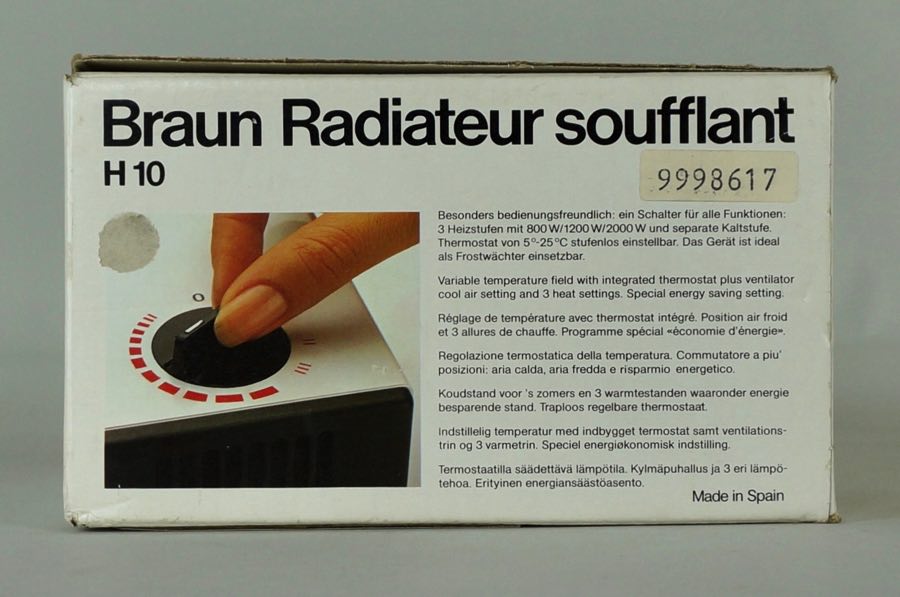 Braun Radiateur soufflant
H 10
9998617
0
Besonders bedienungsfreundlich: ein Schalter für alle Funktionen:
3 Heizstufen mit 800 W/1200 W/2000 W und separate Kaltstufe.
Thermostat von 5°-25°C stufenlos einstellbar. Das Gerät ist ideal
als Frostwächter einsetzbar.
Variable temperature field with integrated thermostat plus ventilator
cool air setting and 3 heat settings. Special energy saving setting.
Réglage de température avec thermostat intégré. Position air froid
et 3 allures de chauffe. Programme spécial «économie d'énergie».
Regolazione termostatica della temperatura. Commutatore a piu'
posizioni: aria calda, aria fredda e risparmio energetico.
Koudstand voor 's zomers en 3 warmtestanden waaronder energie
besparende stand. Traploos regelbare thermostaat.
Indstillelig temperatur med indbygget termostat samt ventilations-
trin og 3 varmetrin. Speciel energiøkonomisk indstilling.
Termostaatilla säädettävä lämpötila. Kylmäpuhallus ja 3 eri lämpö-
tehoa. Erityinen energiansäästöasento.
Made in Spain